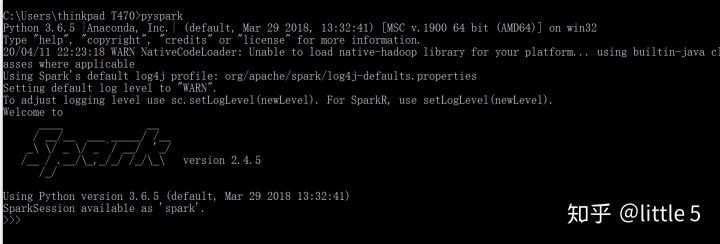 C:\Users\thinkpad T470>pyspark
Python 3.6.5 |Anaconda, Inc.| (default, Mar 29 2018, 13:32:41) [MSC v.1900 64 bit (AMD64)] on win32
Type "help", "copyright", "credits" or "license" for more information.
20/04/11 22:23:18 WARN NativeCodeLoader: Unable to load native-hadoop library for your platform... using builtin-java cl
asses where applicable
Using Spark's default log4j profile: org/apache/spark/log4j-defaults.properties
Setting default log level to "WARN".
To adjust logging level use sc.setLogLevel(newLevel). For SparkR, use setLogLevel(newLevel).
Welcome to
Spark version 2.4.5
Using Python version 3.6.5 (default, Mar 29 2018 13:32:41)
SparkSession available as 'spark'.
>>>
知乎 @little 5